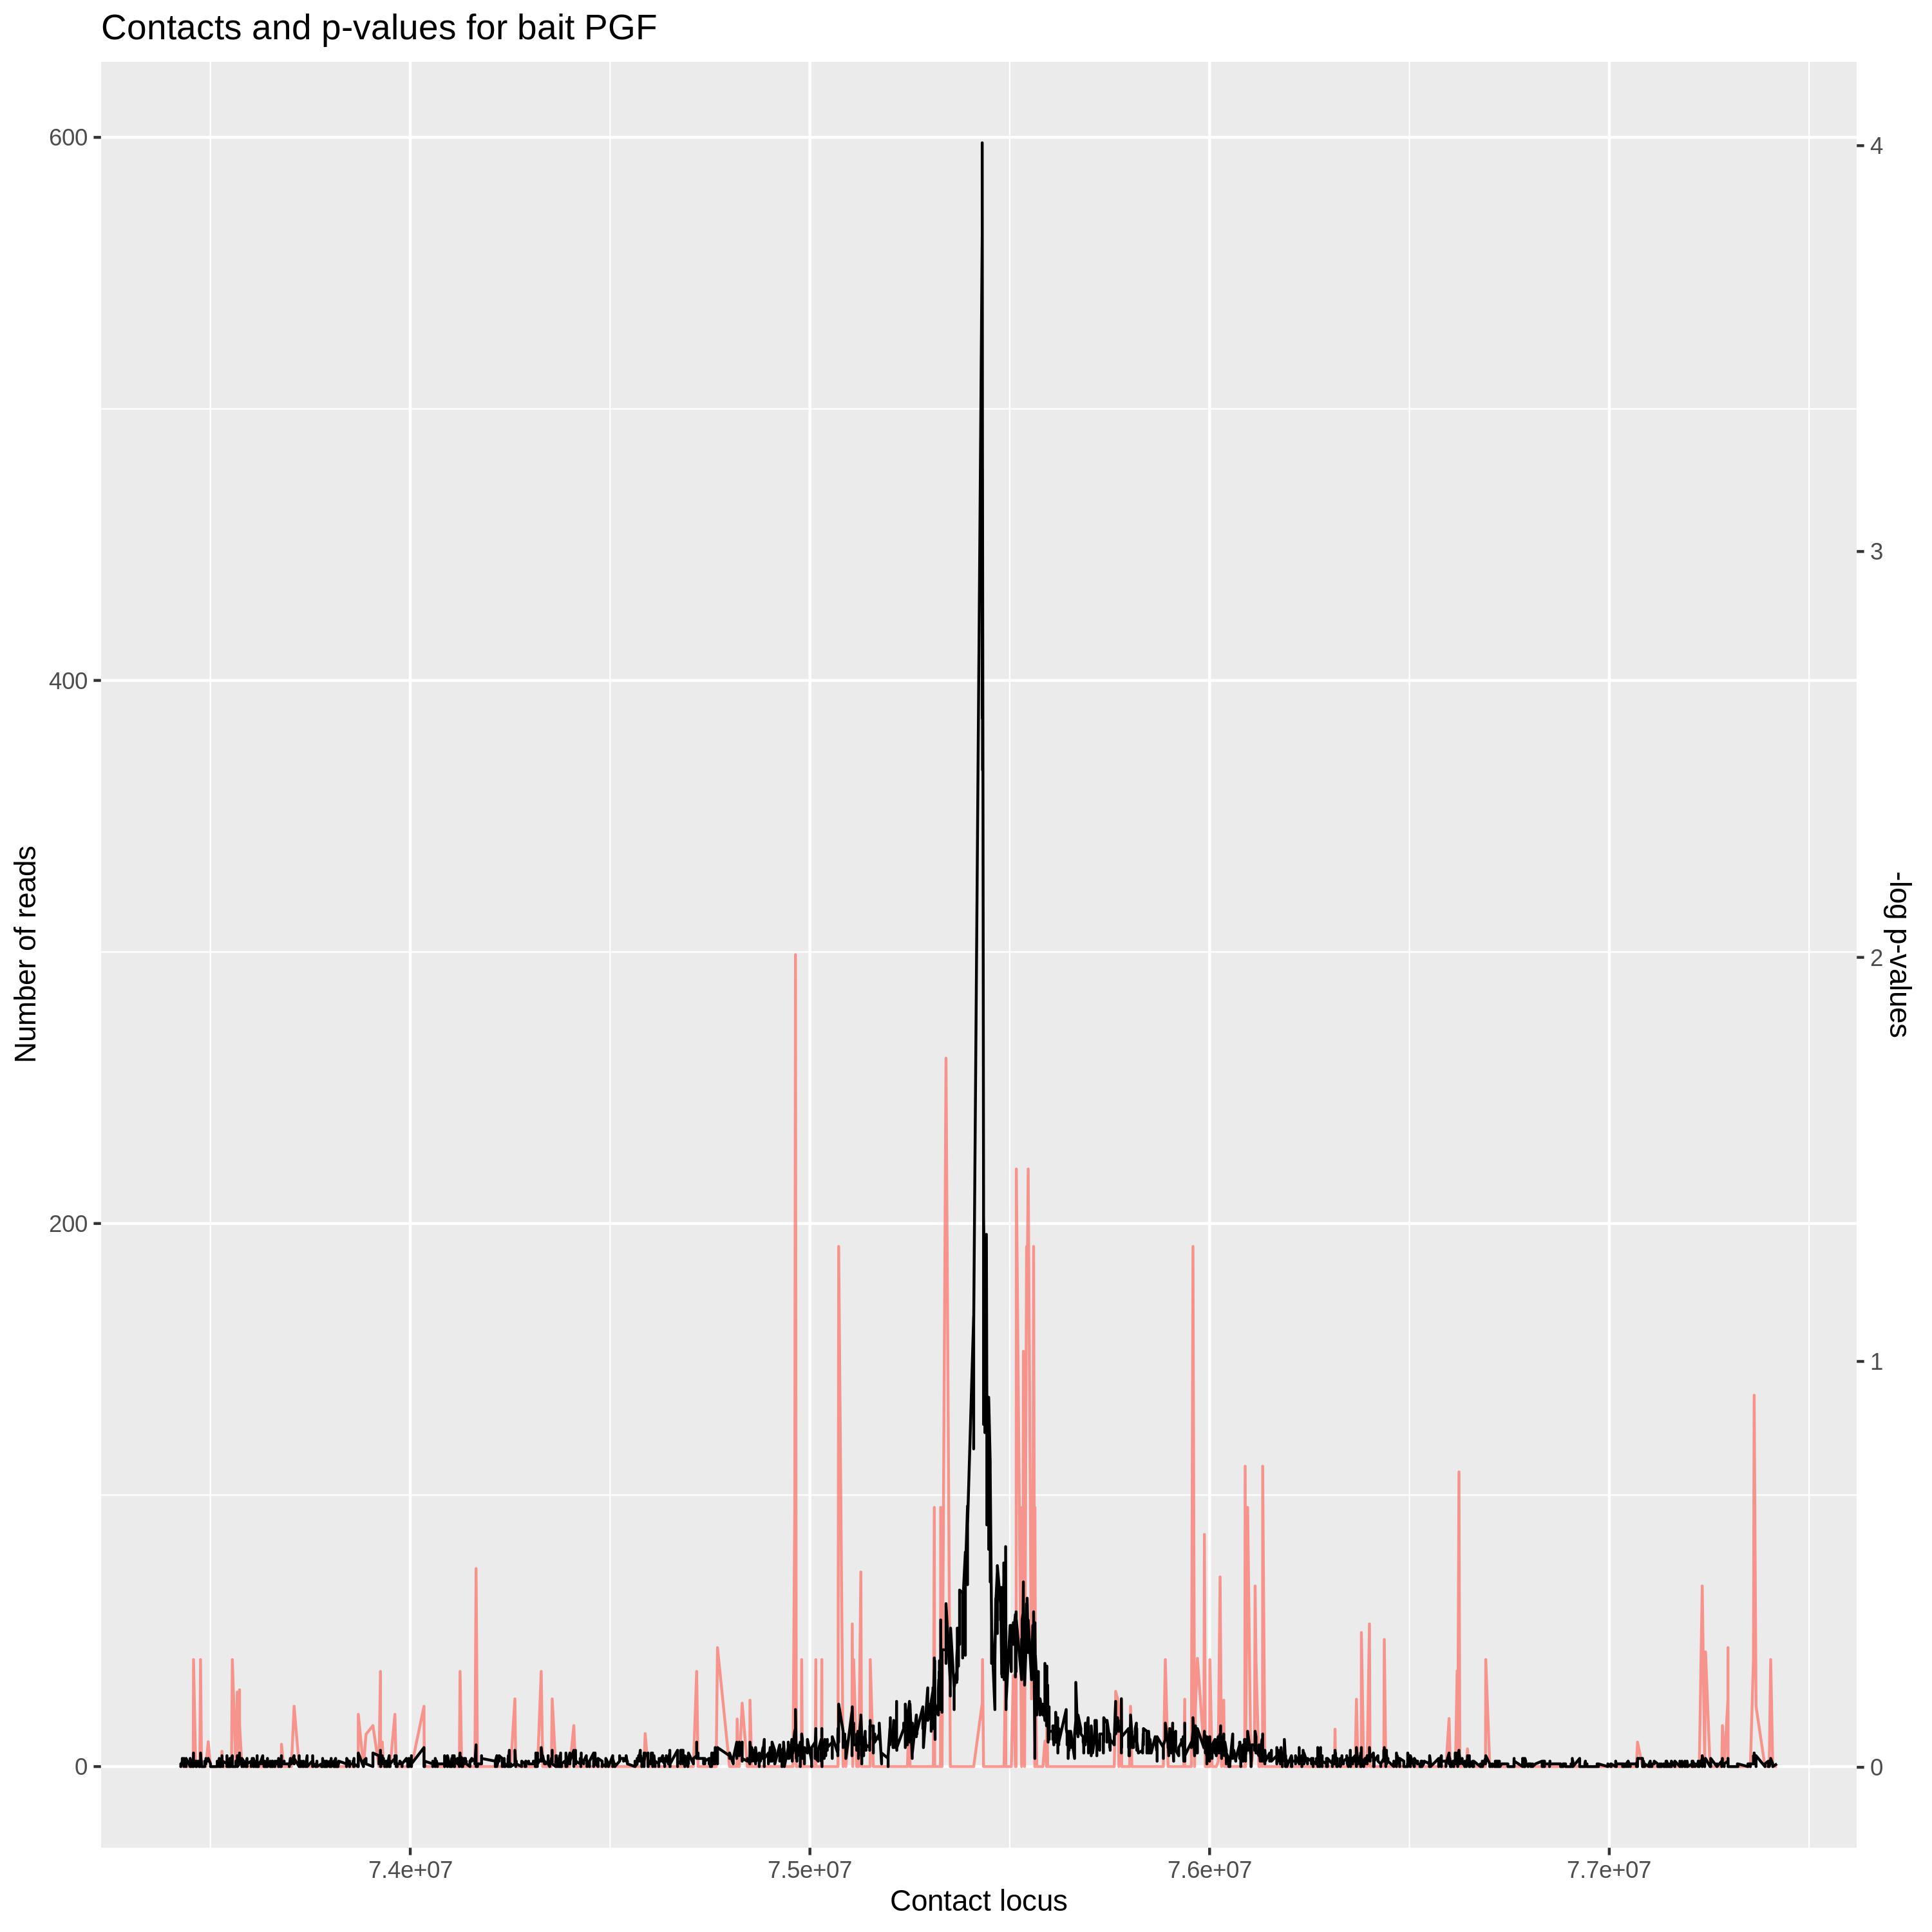 Contacts and p-values for bait PGF
Number of reads
600
400
200
0
4
3
2
1
0
-log p-values
7.4e+07
7.5e+07
7.6e+07
7.7e+07
Contact locus